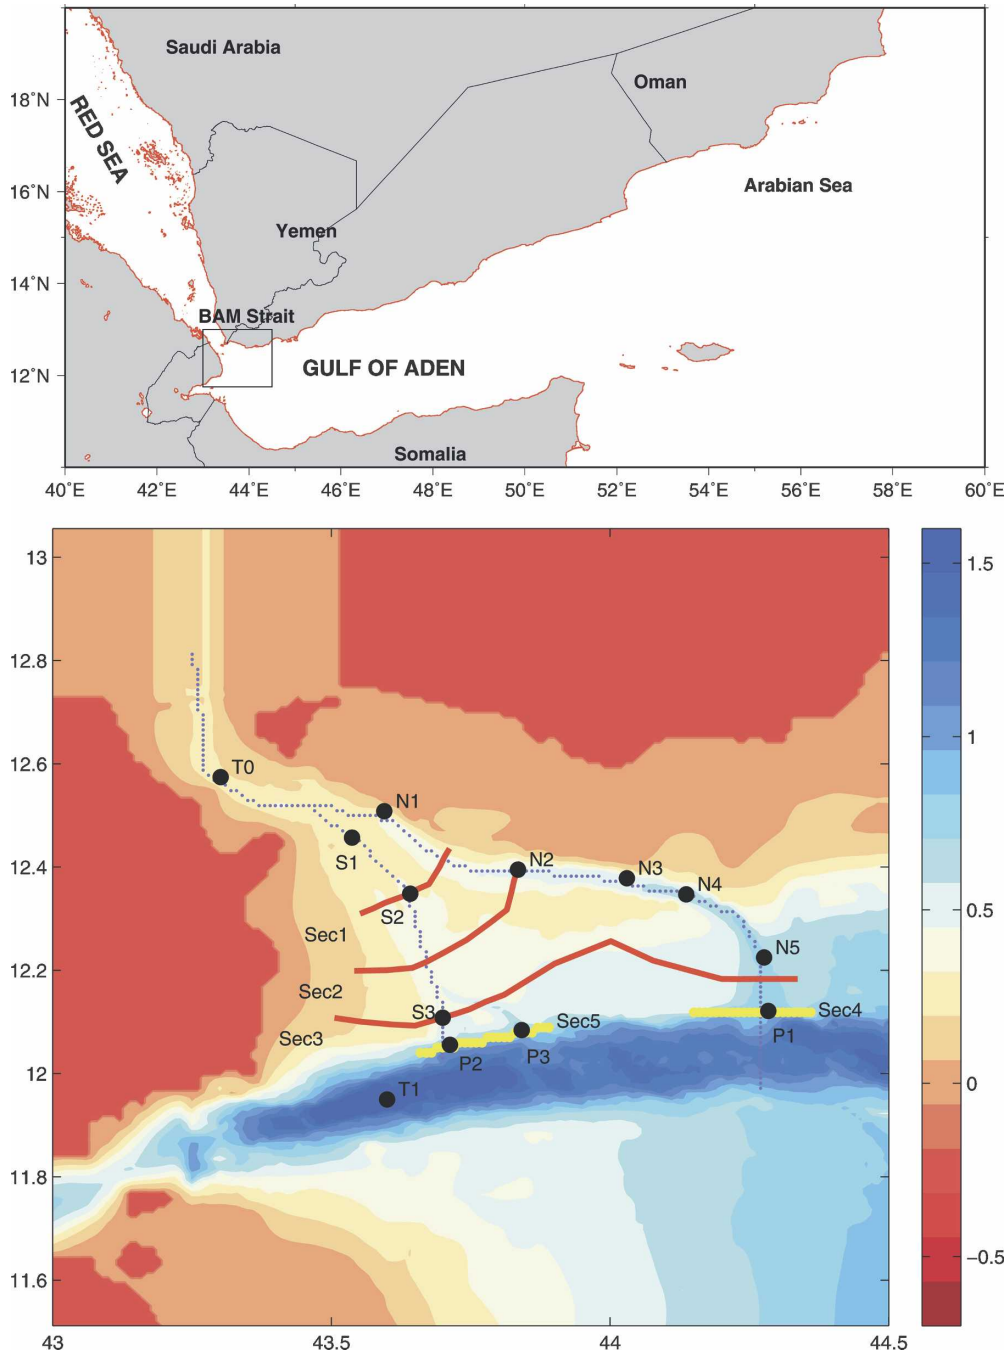 Saudi Arabia
Oman
18°N
RED SEA
16°N
Arabian Sea
Yemen
14°N
BAM Strait
GULF OF ADEN
12°N
Somalia
40°E 42°E 44°E 46°E 48°E 50°E 52°E 54°E 56°E 58°E 60°E
13
1.5
12.8
1
T0
12.6
N1
S1
N2
N3
N4
12.4
S2
0.5
Sec1
N5
12.2
Sec2
S3
Sec5
Sec4
Sec3
P1
P2
P3
12
0
T1
11.8
11.6
−0.5
43
43.5
44
44.5